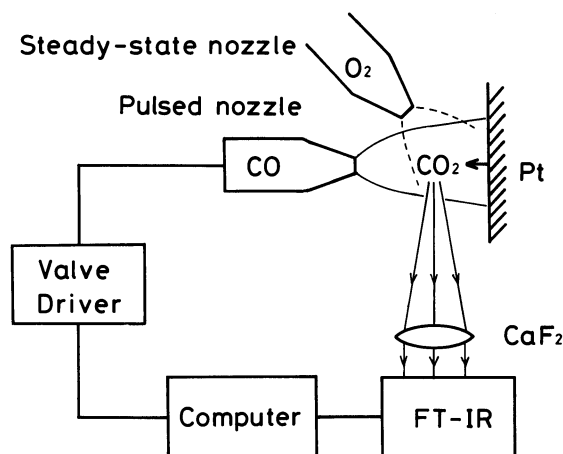 Steady-state nozzle
O₂
Pulsed nozzle
CO
CO₂
Pt
Valve
Driver
CaF₂
Computer
FT-IR